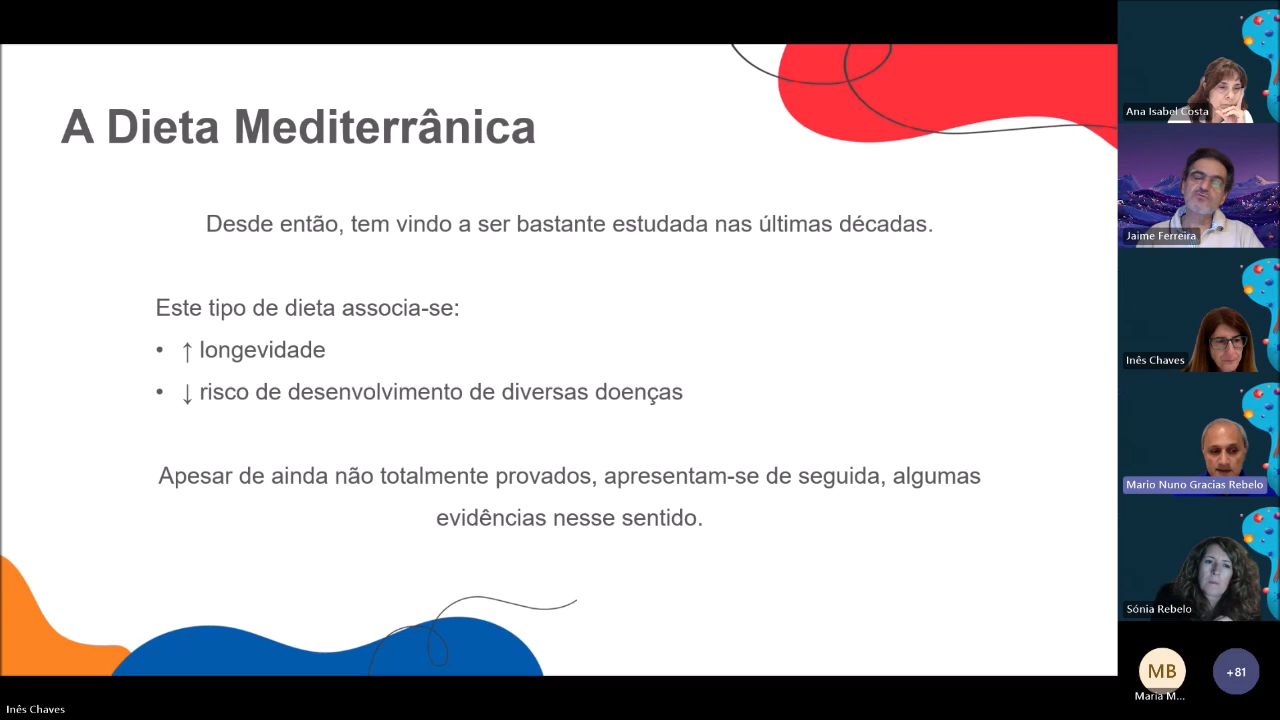 A Dieta Mediterrânica
Desde então, tem vindo a ser bastante estudada nas últimas décadas.
Este tipo de dieta associa-se:
• ↑ longevidade
• ↓ risco de desenvolvimento de diversas doenças
Apesar de ainda não totalmente provados, apresentam-se de seguida, algumas
evidências nesse sentido.
Ana Isabel Costa
Jaime Ferreira
Inês Chaves
Mario Nuno Gracias Rebelo
Sónia Rebelo
MB
+81
Maria M...
Inês Chaves